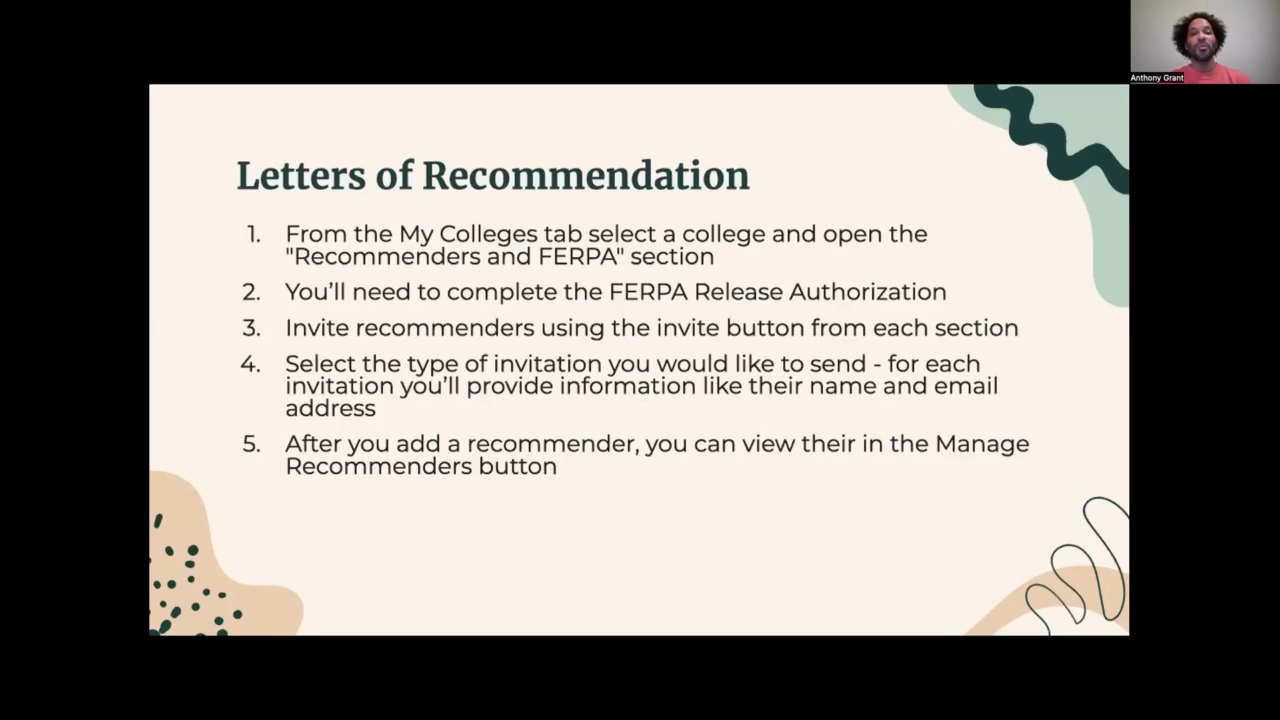 Anthony Grant
Letters of Recommendation
1. From the My Colleges tab select a college and open the
"Recommenders and FERPA" section
2. You’ll need to complete the FERPA Release Authorization
3. Invite recommenders using the invite button from each section
4. Select the type of invitation you would like to send - for each
invitation you’ll provide information like their name and email
address
5. After you add a recommender, you can view their in the Manage
Recommenders button